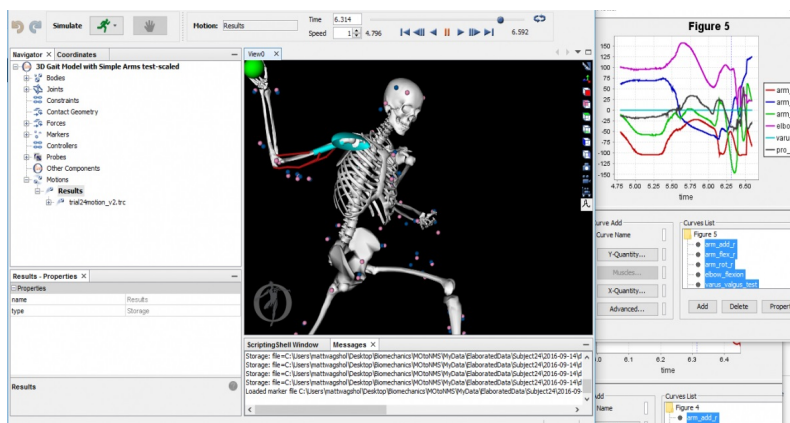 Simulate
Motion: Results
Time 6.314
Speed 1 4.796 6.592
Navigator × Coordinates
3D Gait Model with Simple Arms test-scaled
Bodies
Joints
Constraints
Contact Geometry
Forces
Markers
Controllers
Probes
Other Components
Motions
Results
trial24motion_v2.trc
Results - Properties ×
Properties
name Results
type Storage
Results
View0 ×
ScriptingShell Window Messages ×
Storage: file=C:\Users\mattwagshol\Desktop\Biomechanics\MOtoNMS\MyData\ElaboratedData\Subject24\2016-09-14\d
Storage: file=C:\Users\mattwagshol\Desktop\Biomechanics\MOtoNMS\MyData\ElaboratedData\Subject24\2016-09-14\d
Storage: file=C:\Users\mattwagshol\Desktop\Biomechanics\MOtoNMS\MyData\ElaboratedData\Subject24\2016-09-14\d
Storage: file=C:\Users\mattwagshol\Desktop\Biomechanics\MOtoNMS\MyData\ElaboratedData\Subject24\2016-09-14\d
Loaded marker file C:\Users\mattwagshol\Desktop\Biomechanics\MOtoNMS\MyData\ElaboratedData\Subject24\2016-09-
Figure 5
150
125
100
75
50
25
0
-25
-50
-75
-100
-125
-150
4.75 5.00 5.25 5.50 5.75 6.00 6.25 6.50
time
arm_
arm_
arm_
elbo
varus
pro_
urve Add
Curve Name
Y-Quantity...
Muscles...
X-Quantity...
Advanced...
Curves List
Figure 5
arm_add_r
arm_flex_r
arm_rot_r
elbow_flexion
varus_valgus_test
Add Delete Propert
.0 6.1 6.2 6.3 6.4
time
Add
Name
Curves List
Figure 4
arm_add_r